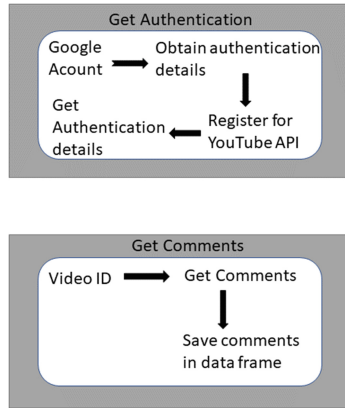 Get Authentication
Google
Acount
Obtain authentication
details
Get
Authentication
details
Register for
YouTube API
Get Comments
Video ID
Get Comments
Save comments
in data frame